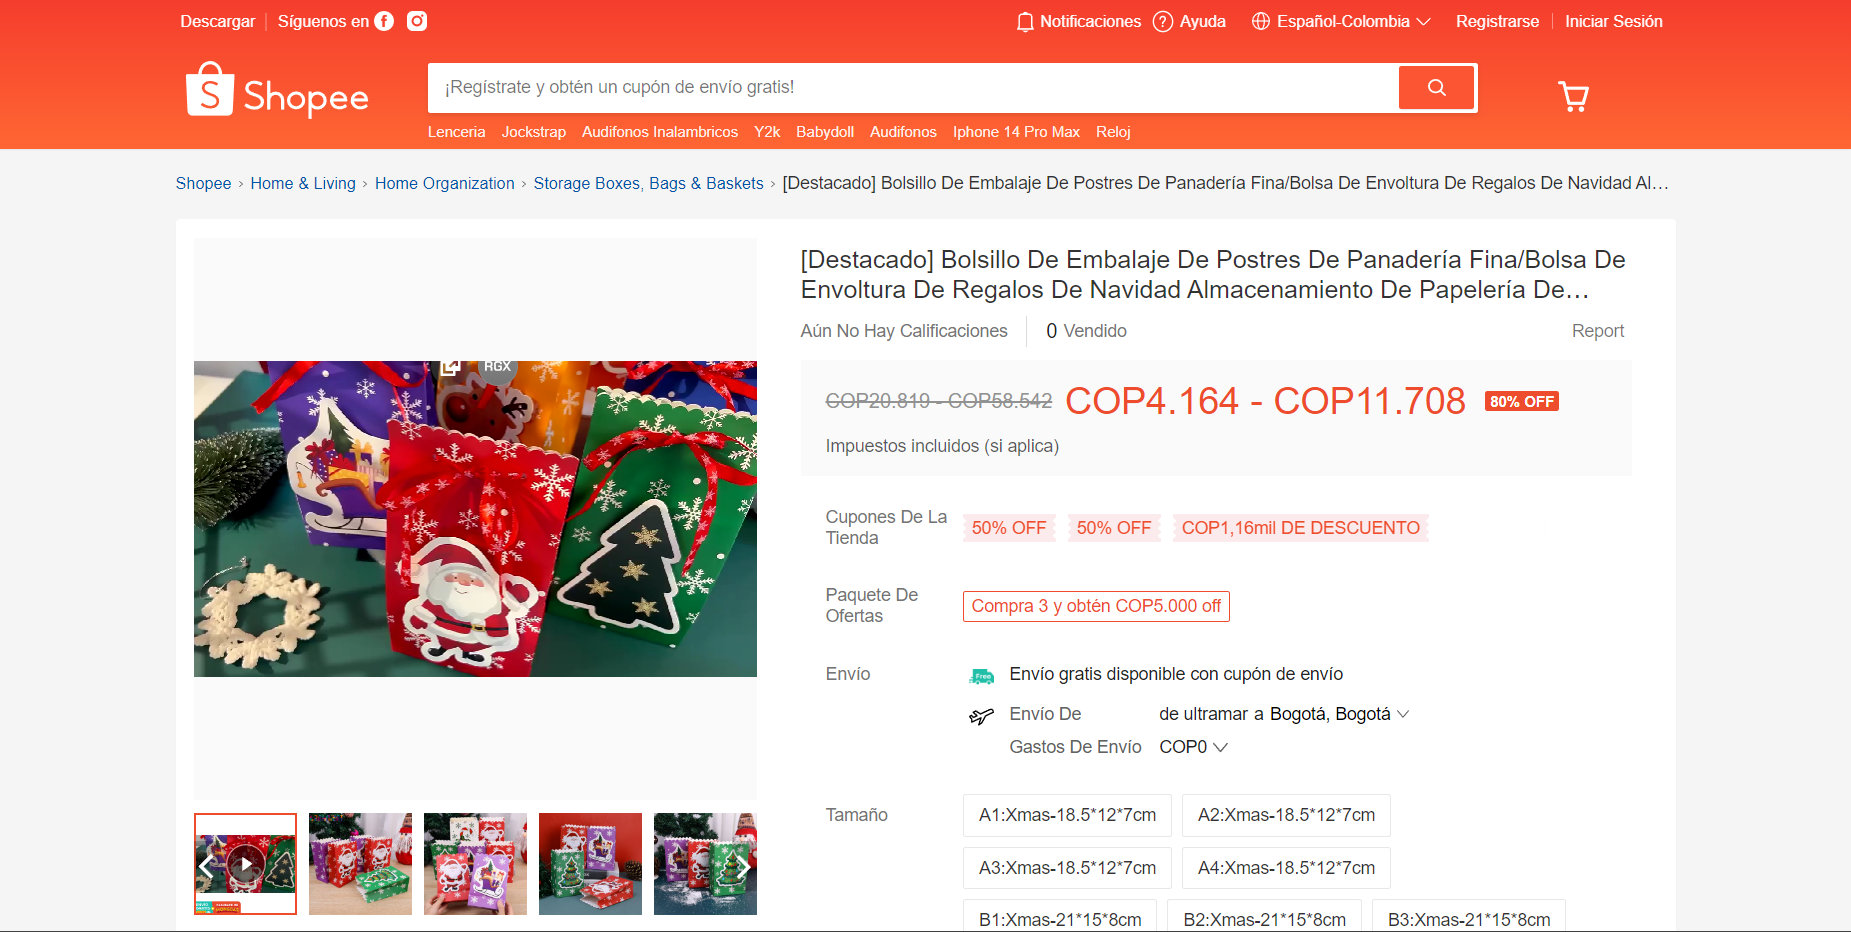 Descargar Síguenos en
Notificaciones Ayuda Español-Colombia Registrarse Iniciar Sesión
Shopee
¡Regístrate y obtén un cupón de envío gratis!
Lenceria Jockstrap Audifonos Inalambricos Y2k Babydoll Audifonos Iphone 14 Pro Max Reloj
Shopee > Home & Living > Home Organization > Storage Boxes, Bags & Baskets > [Destacado] Bolsillo De Embalaje De Postres De Panadería Fina/Bolsa De Envoltura De Regalos De Navidad Al…
RGX
[Destacado] Bolsillo De Embalaje De Postres De Panadería Fina/Bolsa De
Envoltura De Regalos De Navidad Almacenamiento De Papelería De…
Aún No Hay Calificaciones 0 Vendido Report
COP20.819 - COP58.542 COP4.164 - COP11.708 80% OFF
Impuestos incluidos (si aplica)
Cupones De La
Tienda
50% OFF 50% OFF COP1,16mil DE DESCUENTO
Paquete De
Ofertas
Compra 3 y obtén COP5.000 off
Envío
Free
Envío gratis disponible con cupón de envío
Envío De de ultramar a Bogotá, Bogotá
Gastos De Envío COP0
Tamaño
A1:Xmas-18.5*12*7cm A2:Xmas-18.5*12*7cm
A3:Xmas-18.5*12*7cm A4:Xmas-18.5*12*7cm
B1:Xmas-21*15*8cm B2:Xmas-21*15*8cm B3:Xmas-21*15*8cm